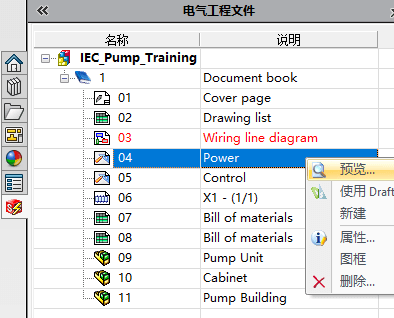 电气工程文件
名称 说明
IEC_Pump_Training
1 Document book
01 Cover page
02 Drawing list
03 Wiring line diagram
04 Power
05 Control
06 X1 - (1/1)
07 Bill of materials
08 Bill of materials
09 Pump Unit
10 Cabinet
11 Pump Building
预览...
使用 Draft
新建
属性...
图框
删除...